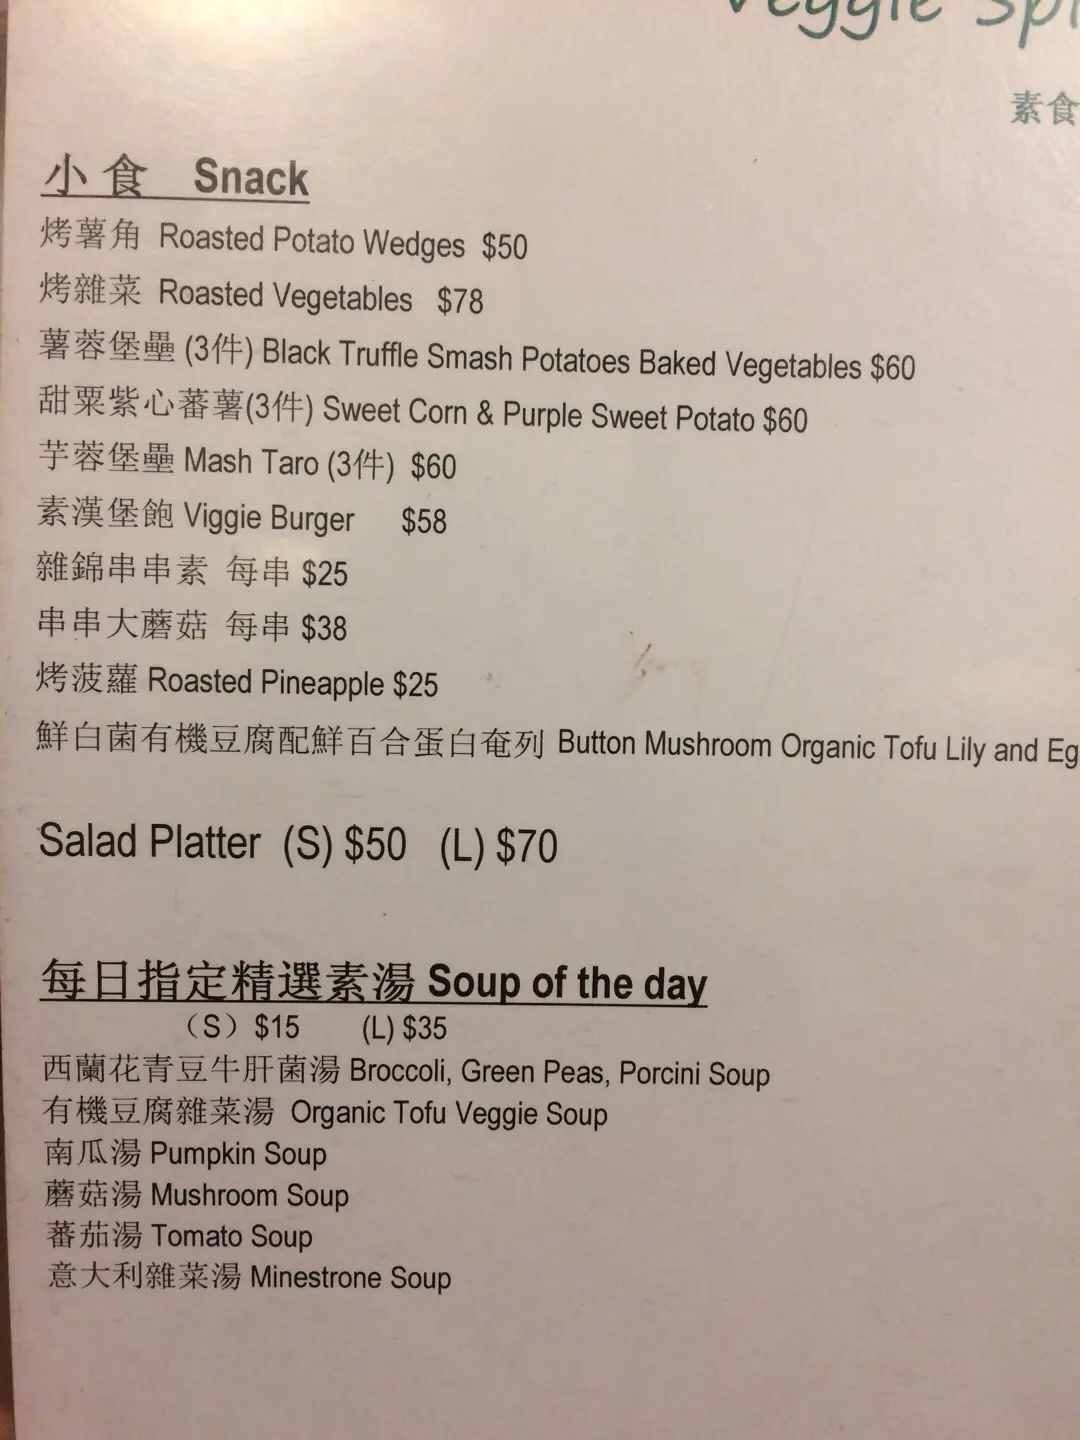 Veggie
素食
小食 Snack
烤薯角 Roasted Potato Wedges $50
烤雜菜 Roasted Vegetables $78
薯蓉堡壘 (3件) Black Truffle Smash Potatoes Baked Vegetables $60
甜粟紫心蕃薯(3件) Sweet Corn & Purple Sweet Potato $60
芋蓉堡壘 Mash Taro (3件) $60
素漢堡飽 Viggie Burger $58
雜錦串串素 每串 $25
串串大蘑菇 每串 $38
烤菠蘿 Roasted Pineapple $25
鮮白菌有機豆腐配鮮百合蛋白奄列 Button Mushroom Organic Tofu Lily and
Salad Platter (S) $50 (L) $70
每日指定精選素湯 Soup of the day
（S）$15 (L) $35
西蘭花青豆牛肝菌湯 Broccoli, Green Peas, Porcini Soup
有機豆腐雜菜湯 Organic Tofu Veggie Soup
南瓜湯 Pumpkin Soup
蘑菇湯 Mushroom Soup
蕃茄湯 Tomato Soup
意大利雜菜湯 Minestrone Soup